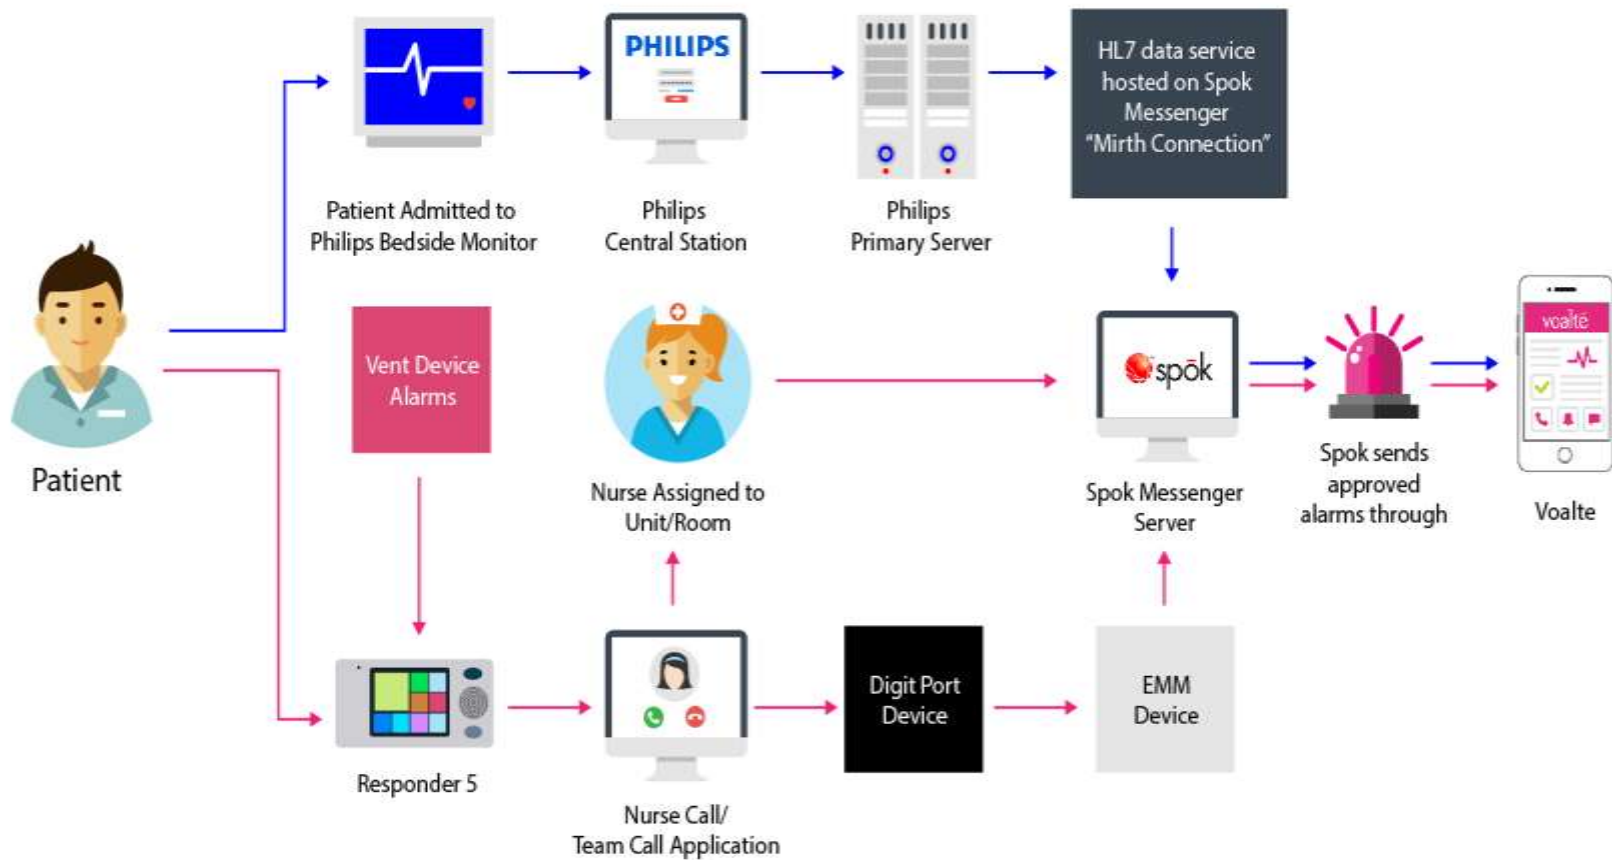 PHILIPS
HL7 data service
hosted on Spok
Messenger
“Mirth Connection”
Patient Admitted to
Philips Bedside Monitor
Philips
Central Station
Philips
Primary Server
Vent Device
Alarms
spōk
voalte
Patient
Nurse Assigned to
Unit/Room
Spok Messenger
Server
Spok sends
approved
alarms through
Voalte
Digit Port
Device
EMM
Device
Responder 5
Nurse Call/
Team Call Application